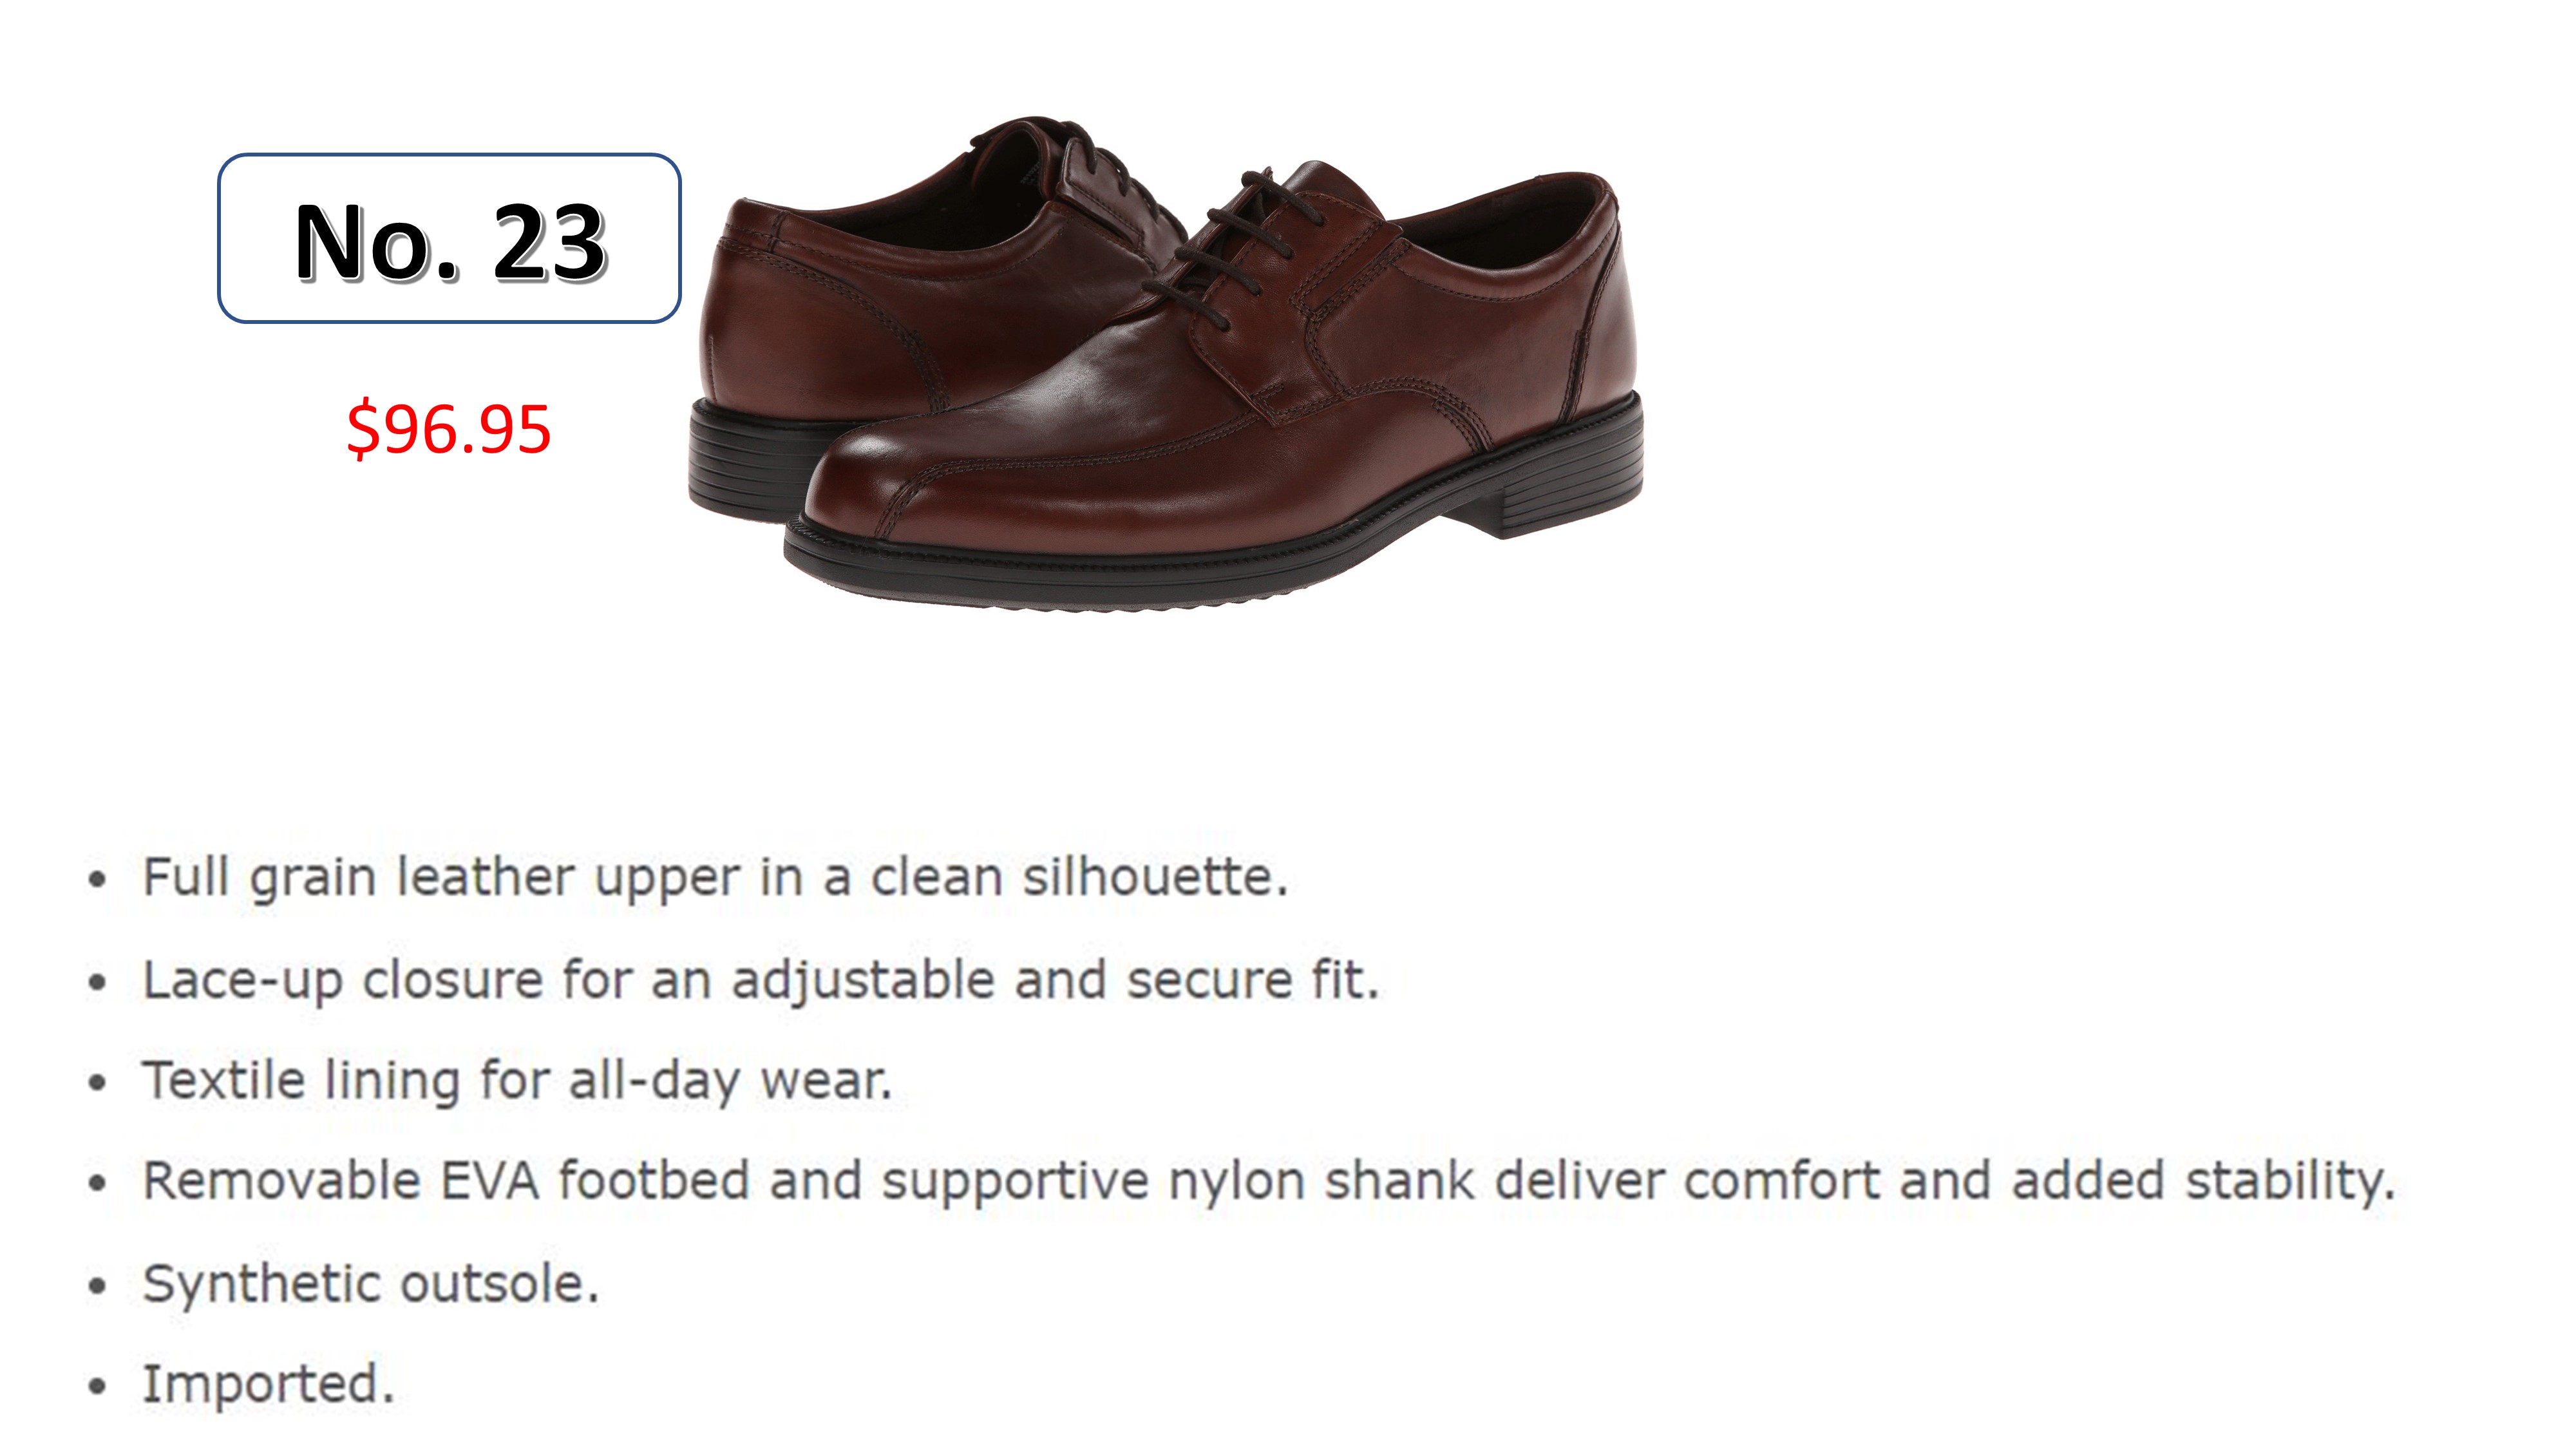 No. 23
$96.95
• Full grain leather upper in a clean silhouette.
• Lace-up closure for an adjustable and secure fit.
• Textile lining for all-day wear.
• Removable EVA footbed and supportive nylon shank deliver comfort and added stability.
• Synthetic outsole.
• Imported.